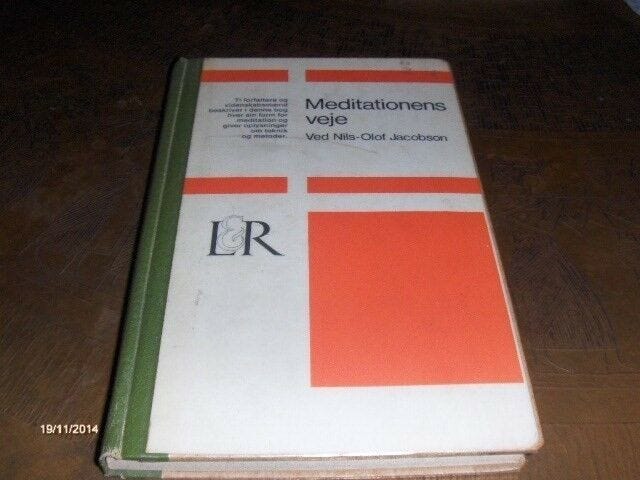 Ti forfattere og
videnskabsmænd
beskriver i denne bog
hver sin form for
meditation og
giver oplysninger
om teknik
og metoder.
Meditationens
veje
Ved Nils-Olof Jacobson
L&R
19/11/2014